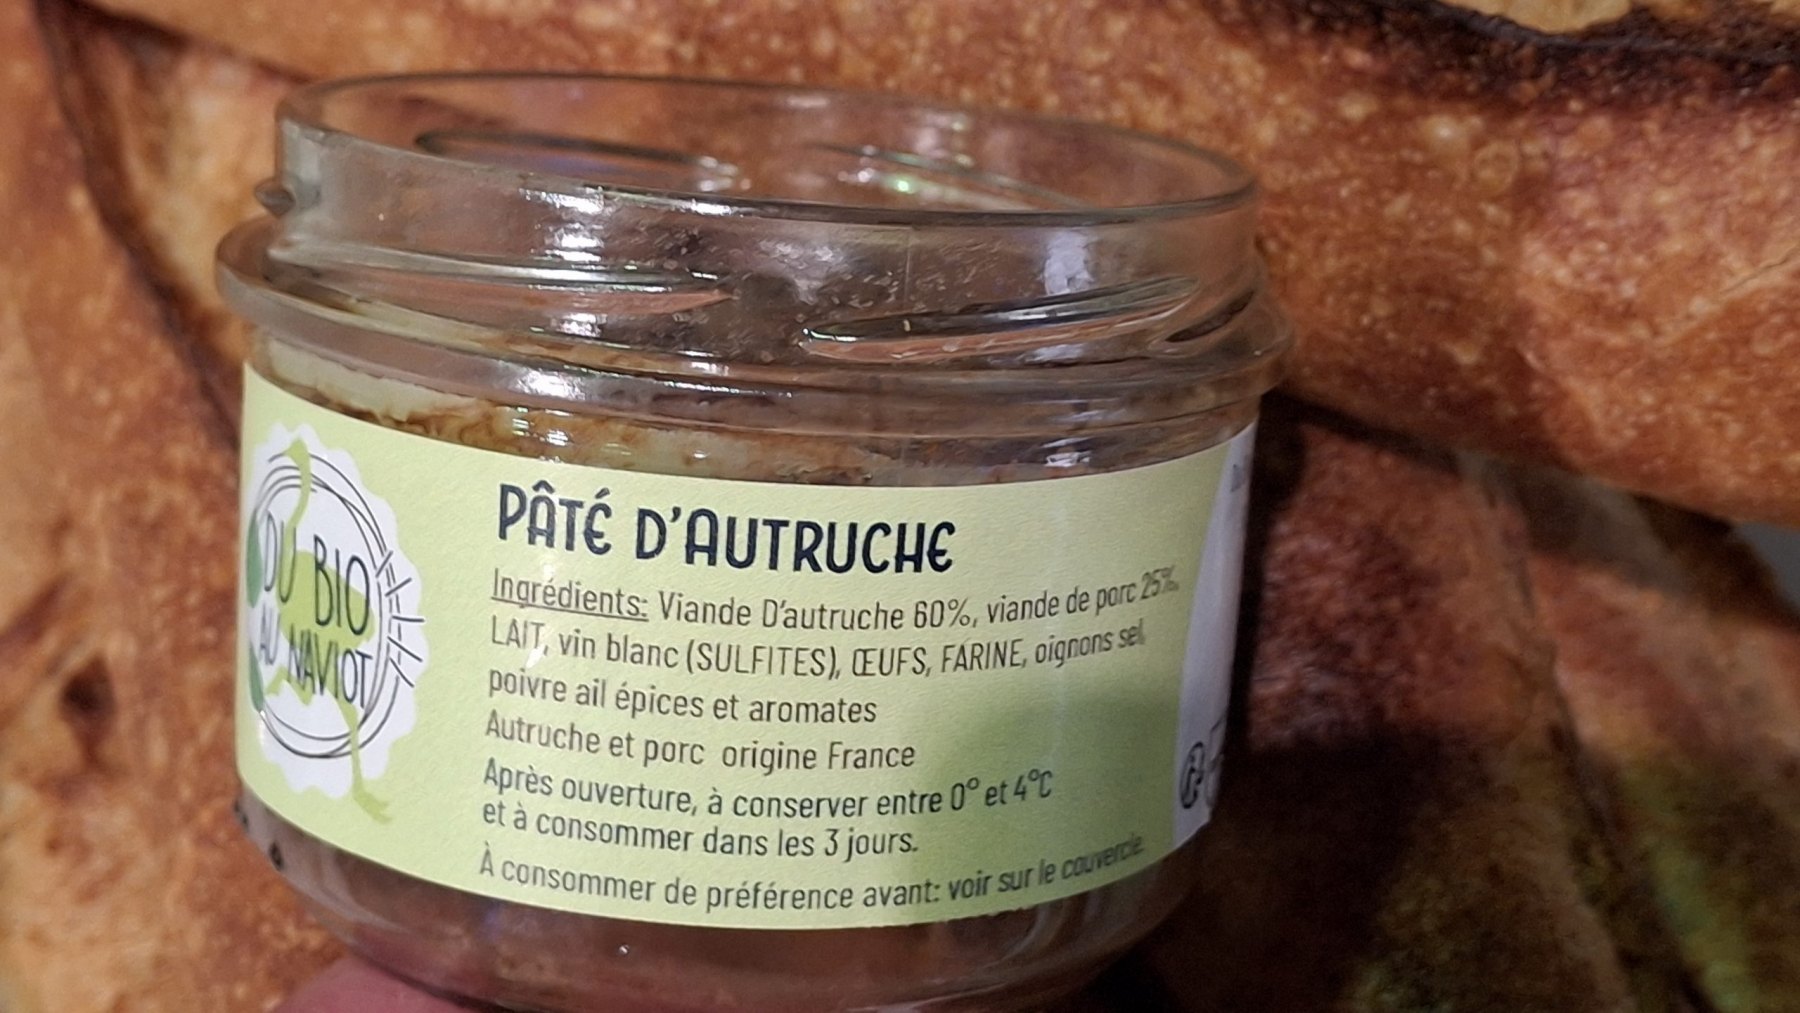 DU BIO
AU NAVIOT
PÂTÉ D'AUTRUCHE
Ingrédients: Viande D'autruche 60%, viande de porc 25%,
LAIT, vin blanc (SULFITES), ŒUFS, FARINE, oignons sel,
poivre ail épices et aromates
Autruche et porc origine France
Après ouverture, à conserver entre 0° et 4°C
et à consommer dans les 3 jours.
À consommer de préférence avant: voir sur le couvercle.